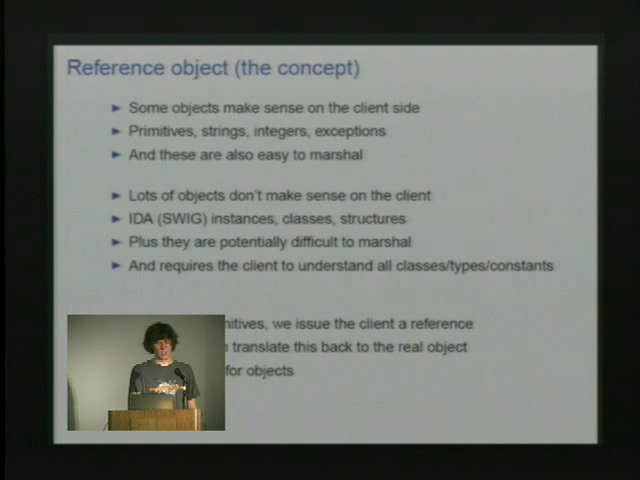 Reference object (the concept)
Some objects make sense on the client side
Primitives, strings, integers, exceptions
And these are also easy to marshal
Lots of objects don't make sense on the client
IDA (SWIG) instances, classes, structures
Plus they are potentially difficult to marshal
And requires the client to understand all classes/types/constants
we issue the client a reference
translate this back to the real object
for objects